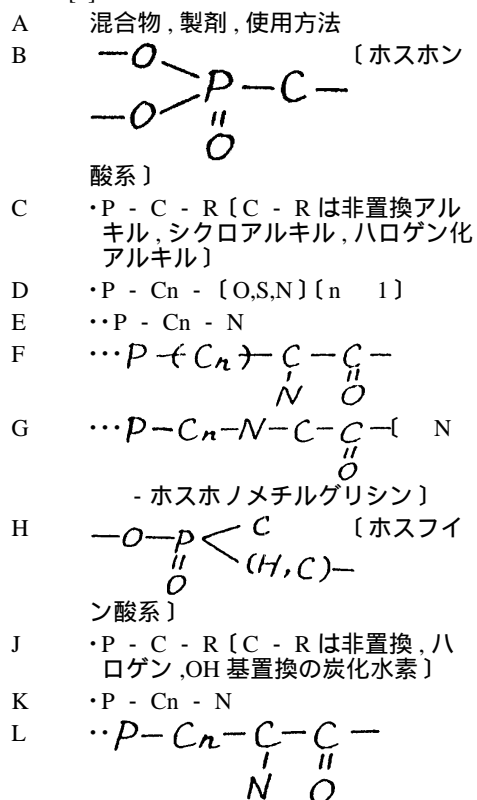 A 混合物，製剤，使用方法
B —O
—O P—C—
O
〔ホスホン
酸系〕
C ・P - C - R〔C - R は非置換アル
キル，シクロアルキル，ハロゲン化
アルキル〕
D ・P - Cn - 〔O,S,N〕〔n 1〕
E ・・P - Cn - N
F ・・・P(Cn)—C—C—
N O
G ・・・P—Cn—N—C—C—〔 N
O
- ホスホノメチルグリシン〕
H —O—P C 〔ホスフイ
O (H,C)—
ン酸系〕
J ・P - C - R〔C - R は非置換，ハ
ロゲン,OH 基置換の炭化水素〕
K ・P - Cn - N
L ・・P—Cn—C—C—
N O